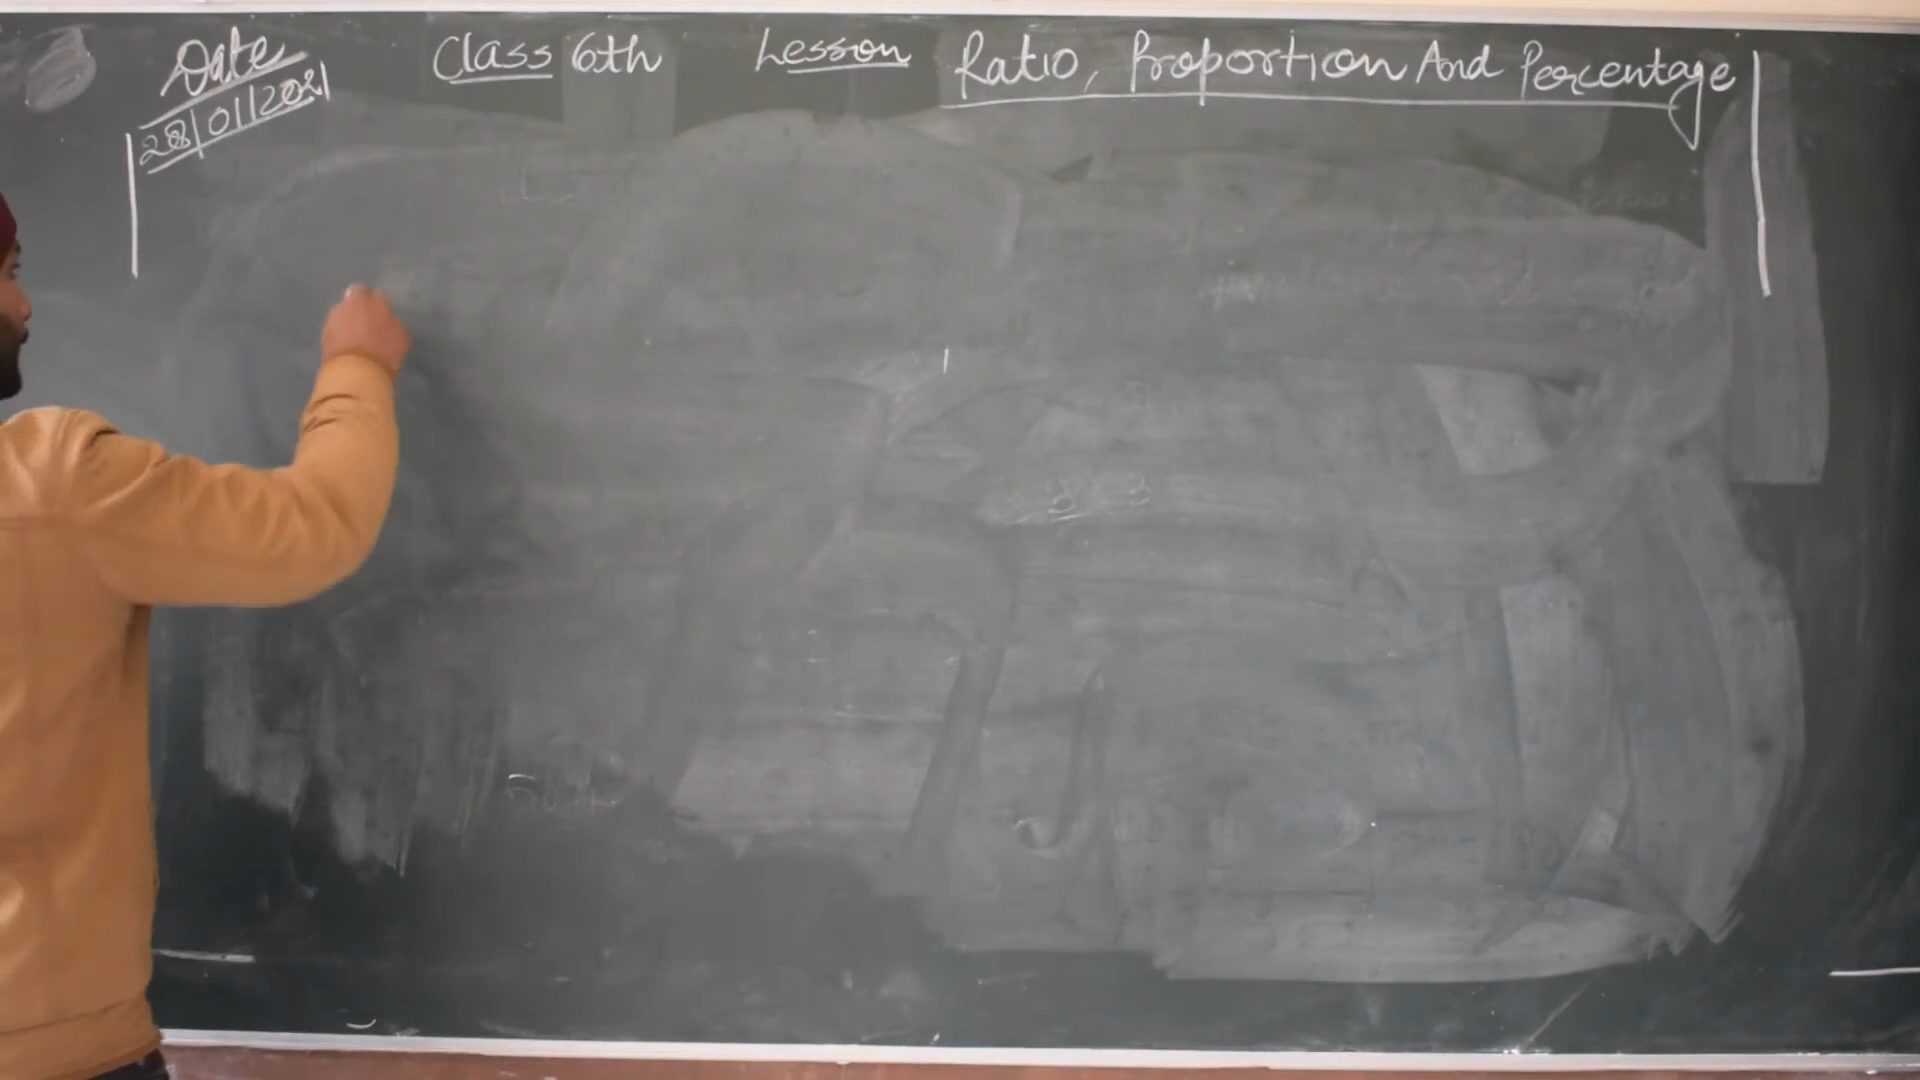 Date Class 6th Lesson Ratio, Proportion And Percentage
28/01/2021